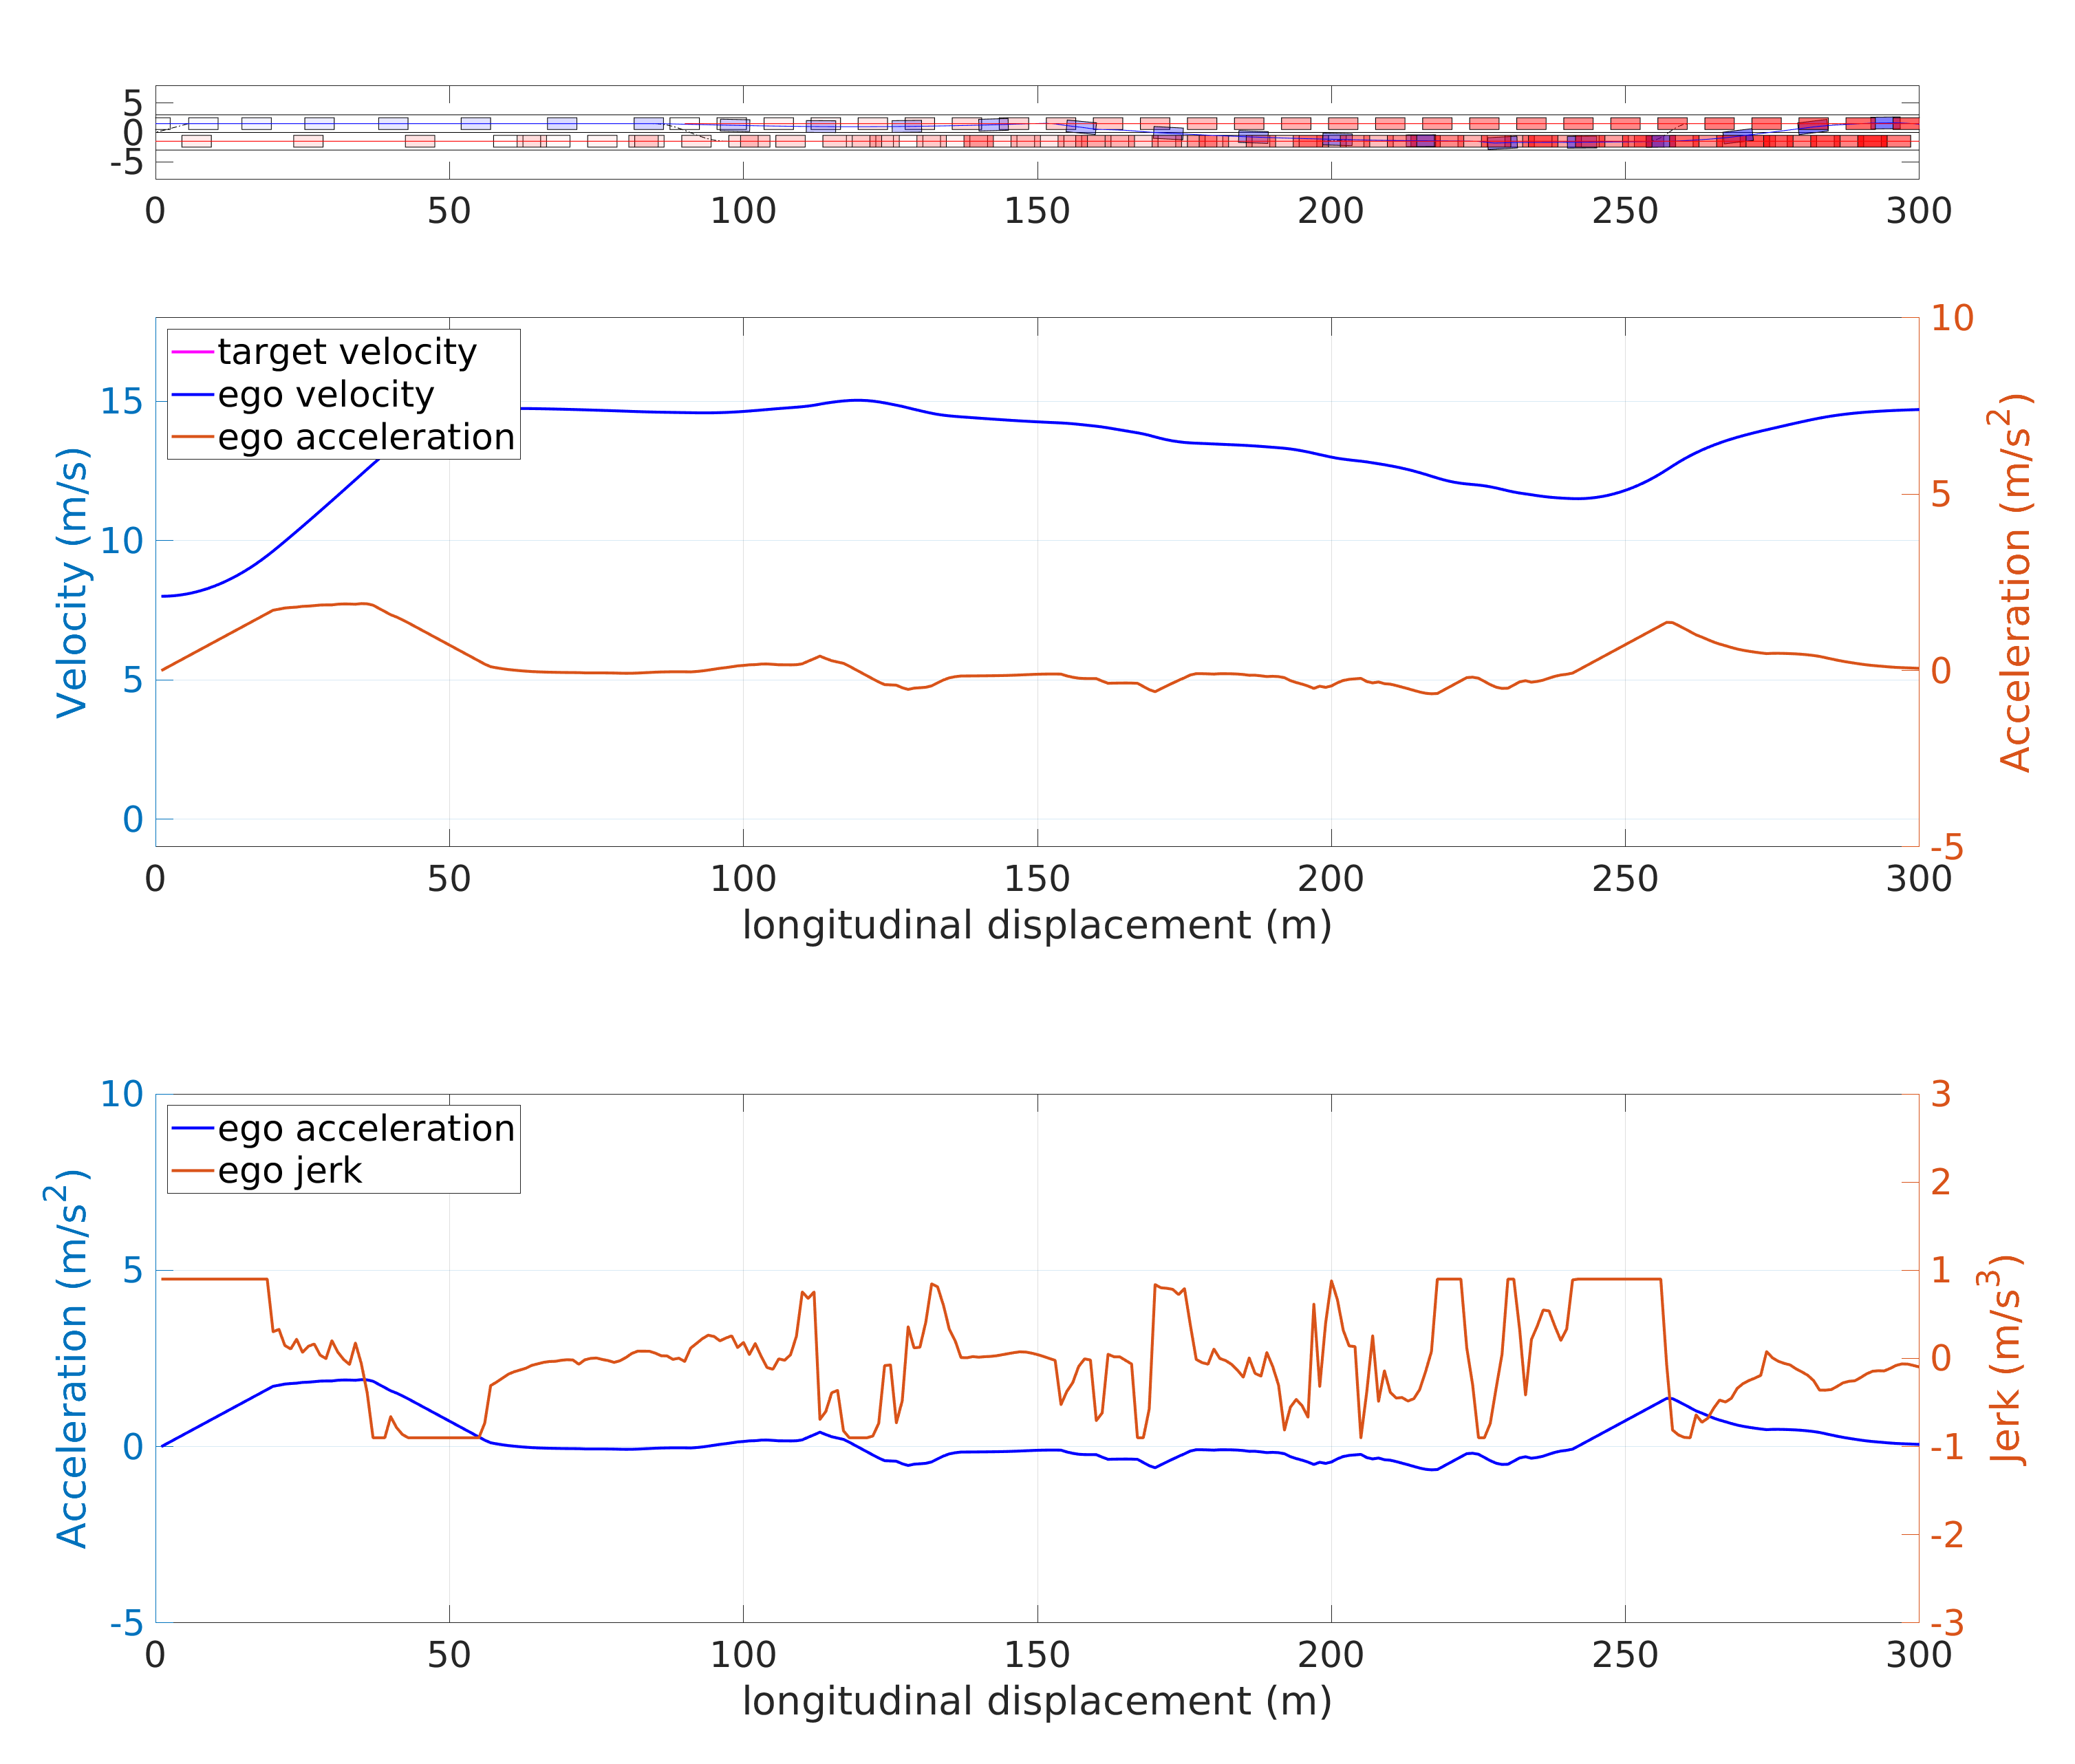 5
0
-5
0 50 100 150 200 250 300
10
target velocity
ego velocity
ego acceleration
15
10
5
0
Velocity (m/s)
5
0
-5
Acceleration (m/s²)
0 50 100 150 200 250 300
longitudinal displacement (m)
10
5
0
-5
Acceleration (m/s²)
ego acceleration
ego jerk
3
2
1
0
-1
-2
-3
Jerk (m/s³)
0 50 100 150 200 250 300
longitudinal displacement (m)